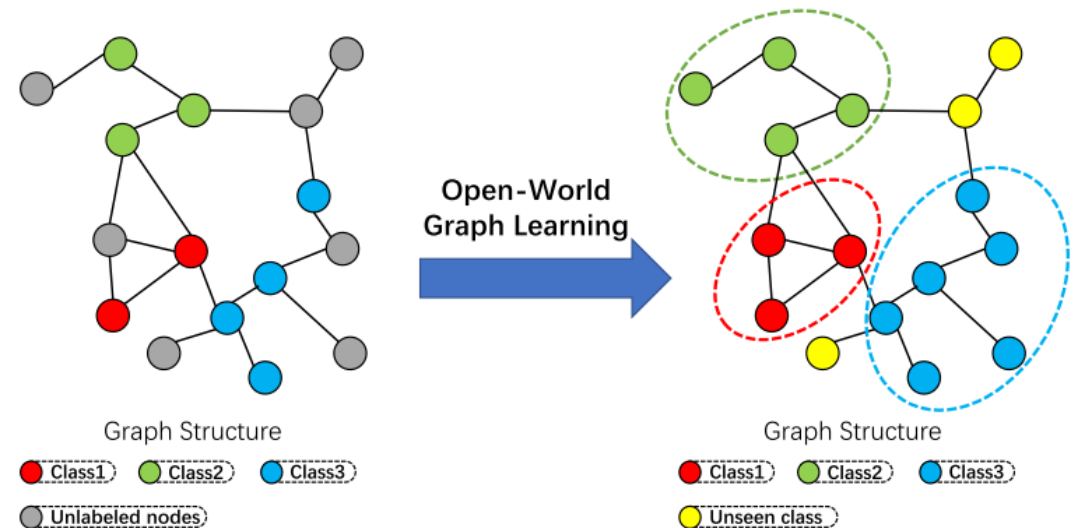 Open-World
Graph Learning
Graph Structure
Class1 Class2 Class3
Unlabeled nodes
Graph Structure
Class1 Class2 Class3
Unseen class